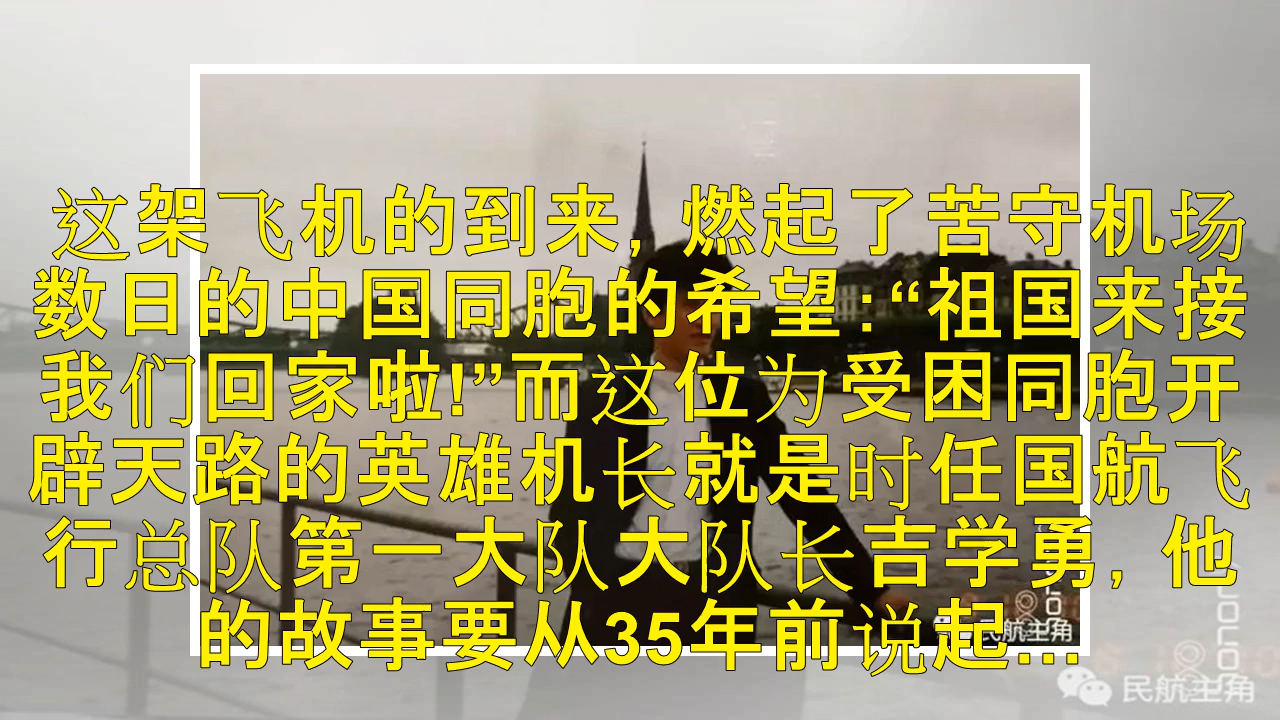 这架飞机的到来,燃起了苦守机场
数日的中国同胞的希望:“祖国来接
我们回家啦!”而这位为受困同胞开
辟天路的英雄机长就是时任国航飞
行总队第一大队大队长吉学勇,他
的故事要从35年前说起...
民航主角
民航主角